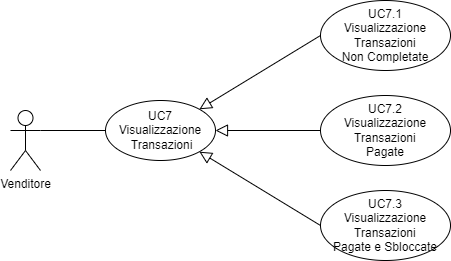 UC7.1
Visualizzazione
Transazioni
Non Completate
UC7
Visualizzazione
Transazioni
UC7.2
Visualizzazione
Transazioni
Pagate
Venditore
UC7.3
Visualizzazione
Transazioni
Pagate e Sbloccate